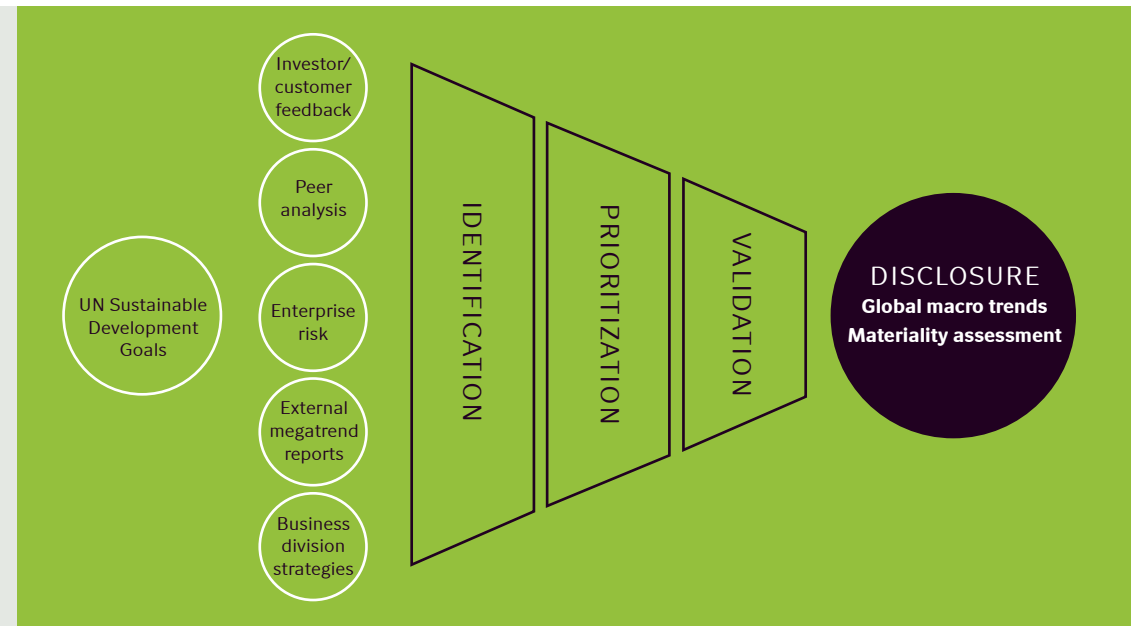 UN Sustainable
Development
Goals
Investor/
customer
feedback
Peer
analysis
Enterprise
risk
External
megatrend
reports
Business
division
strategies
IDENTIFICATION
PRIORITIZATION
VALIDATION
DISCLOSURE
Global macro trends
Materiality assessment